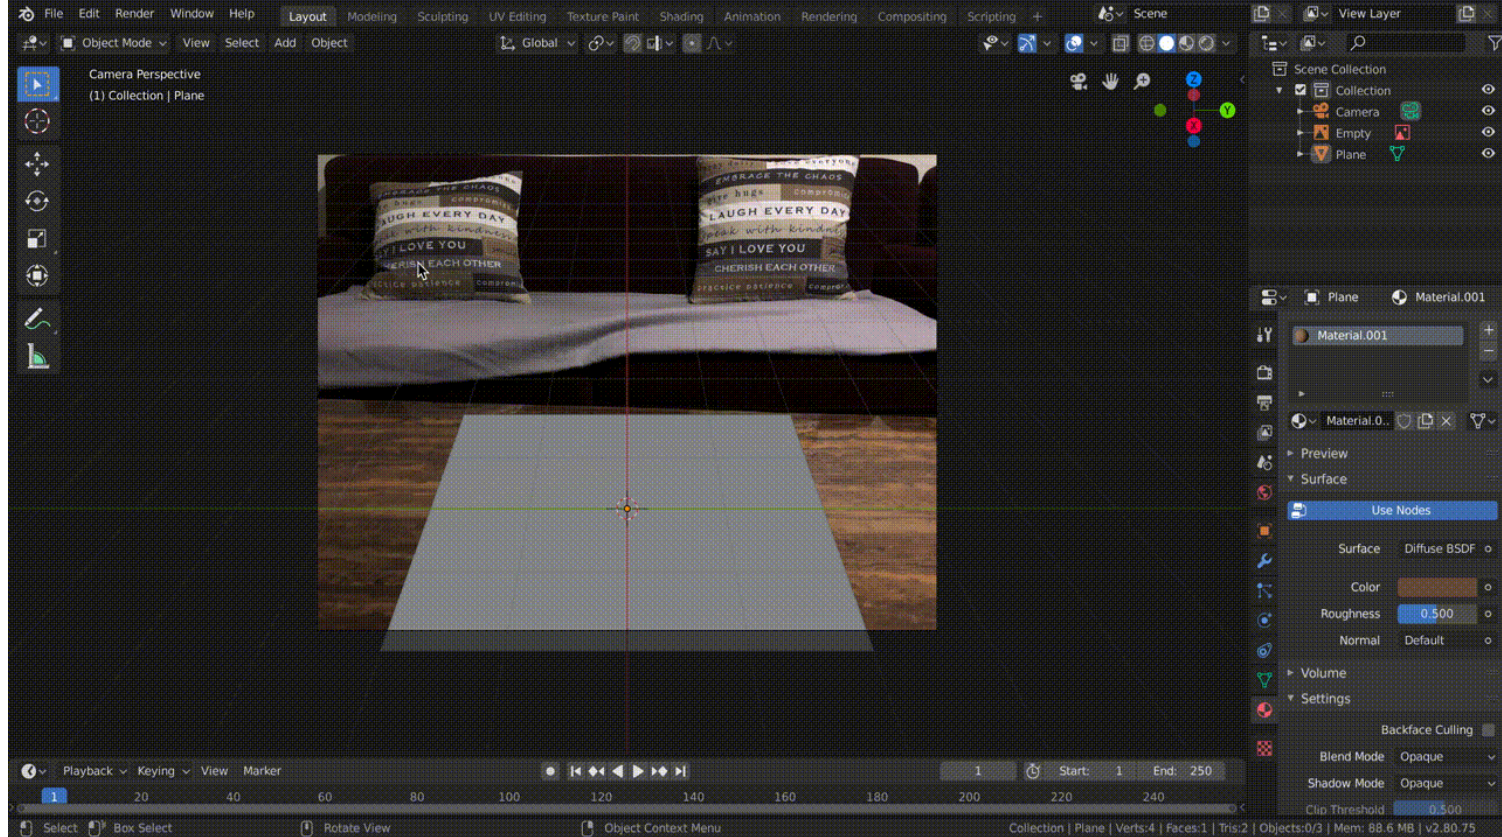 File Edit Render Window Help Layout Modeling Sculpting UV Editing Texture Paint Shading Animation Rendering Compositing Scripting + Scene View Layer
Object Mode View Select Add Object Global
Camera Perspective
(1) Collection | Plane
Z
Y
X
Scene Collection
Collection
Camera
Empty
Plane
EMBRACE THE CHAOS
compromise
LAUGH EVERY DAY
with kindness
SAY I LOVE YOU
CHERISH EACH OTHER
practice patience
everyone
EMBRACE THE CHAOS
give hugs
LAUGH EVERY DAY
speak with kindness
SAY I LOVE YOU
CHERISH EACH OTHER
practice patience
Plane Material.001
Material.001
Material.0..
Preview
Surface
Use Nodes
Surface Diffuse BSDF
Color
Roughness 0.500
Normal Default
Volume
Settings
Backface Culling
Blend Mode Opaque
Shadow Mode Opaque
Clip Threshold 0.500
Playback Keying View Marker 1 Start: 1 End: 250
1 20 40 60 80 100 120 140 160 180 200 220 240
Select Box Select Rotate View Object Context Menu Collection | Plane | Verts:4 | Faces:1 | Tris:2 | Objects:0/3 | Mem: 88.6 MB | v2.80.75